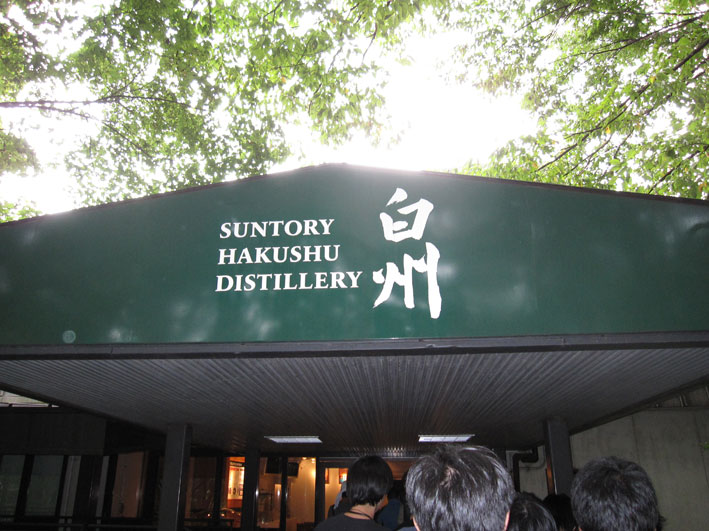 SUNTORY
HAKUSHU
DISTILLERY
白州